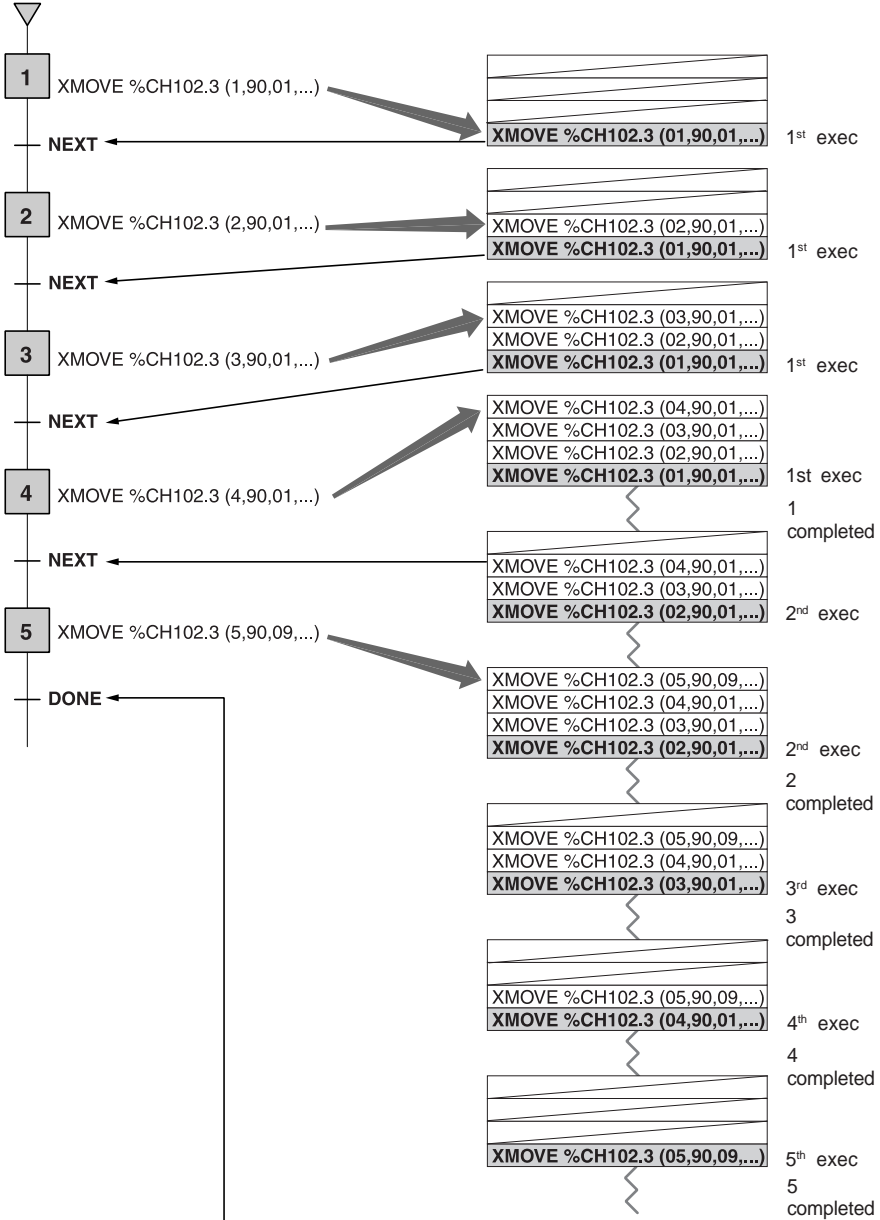 1
XMOVE %CH102.3 (1,90,01,...)
XMOVE %CH102.3 (01,90,01,...) 1st exec
NEXT
2
XMOVE %CH102.3 (2,90,01,...)
XMOVE %CH102.3 (02,90,01,...)
XMOVE %CH102.3 (01,90,01,...) 1st exec
NEXT
3
XMOVE %CH102.3 (3,90,01,...)
XMOVE %CH102.3 (03,90,01,...)
XMOVE %CH102.3 (02,90,01,...)
XMOVE %CH102.3 (01,90,01,...) 1st exec
NEXT
4
XMOVE %CH102.3 (4,90,01,...)
XMOVE %CH102.3 (04,90,01,...)
XMOVE %CH102.3 (03,90,01,...)
XMOVE %CH102.3 (02,90,01,...)
XMOVE %CH102.3 (01,90,01,...) 1st exec
1
completed
NEXT
XMOVE %CH102.3 (04,90,01,...)
XMOVE %CH102.3 (03,90,01,...)
XMOVE %CH102.3 (02,90,01,...) 2nd exec
5
XMOVE %CH102.3 (5,90,09,...)
XMOVE %CH102.3 (05,90,09,...)
XMOVE %CH102.3 (04,90,01,...)
XMOVE %CH102.3 (03,90,01,...)
XMOVE %CH102.3 (02,90,01,...) 2nd exec
2
completed
DONE
XMOVE %CH102.3 (05,90,09,...)
XMOVE %CH102.3 (04,90,01,...)
XMOVE %CH102.3 (03,90,01,...) 3rd exec
3
completed
XMOVE %CH102.3 (05,90,09,...)
XMOVE %CH102.3 (04,90,01,...) 4th exec
4
completed
XMOVE %CH102.3 (05,90,09,...) 5th exec
5
completed